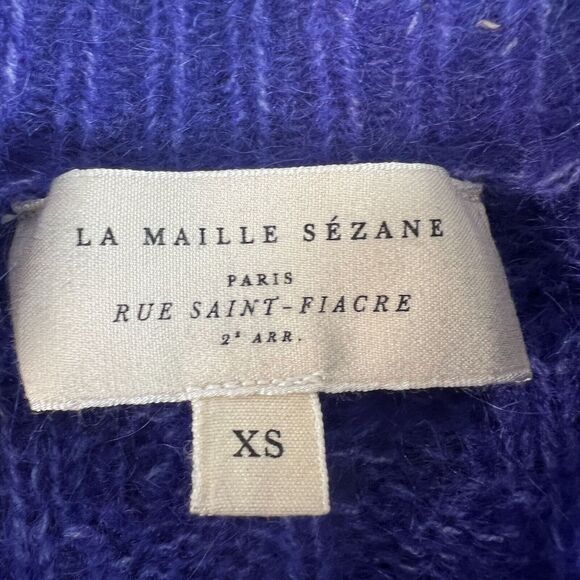 LA MAILLE SÉZANE
PARIS
RUE SAINT-FIACRE
2ᵉ ARR.
XS